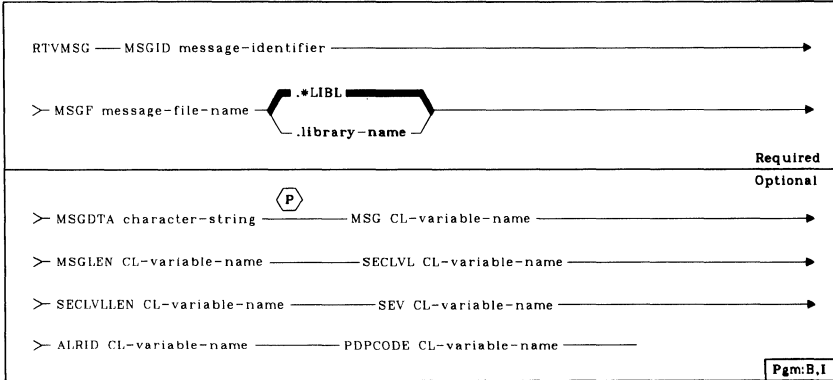 RTVMSG MSGID message-identifier
.*LIBL
MSGF message-file-name
.library-name
Required
Optional
P
MSGDTA character-string MSG CL-variable-name
MSGLEN CL-variable-name SECLVL CL-variable-name
SECLVLLEN CL-variable-name SEV CL-variable-name
ALRID CL-variable-name PDPCODE CL-variable-name
Pgm:B,I